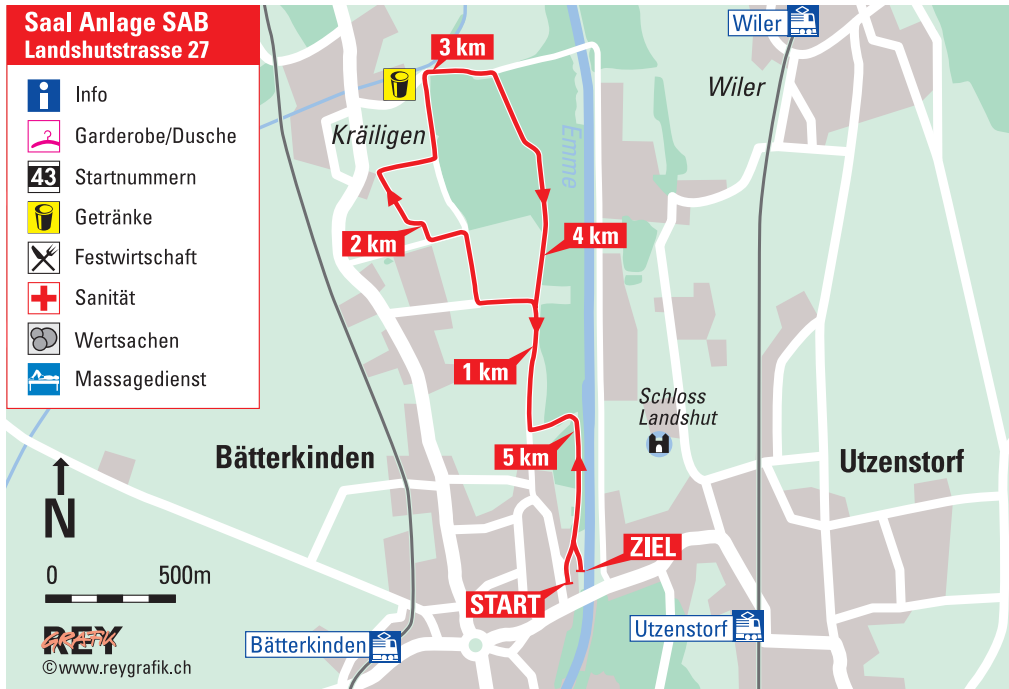 Saal Anlage SAB
Landshutstrasse 27
Info
Garderobe/Dusche
43
Startnummern
Getränke
Festwirtschaft
Sanität
Wertsachen
Massagedienst
Wiler
3 km
Wiler
Kräiligen
Emme
2 km
4 km
1 km
Schloss
Landshut
5 km
Bätterkinden
Utzenstorf
N
ZIEL
0
500m
START
Utzenstorf
REY
GRAFIK
Bätterkinden
©www.reygrafik.ch